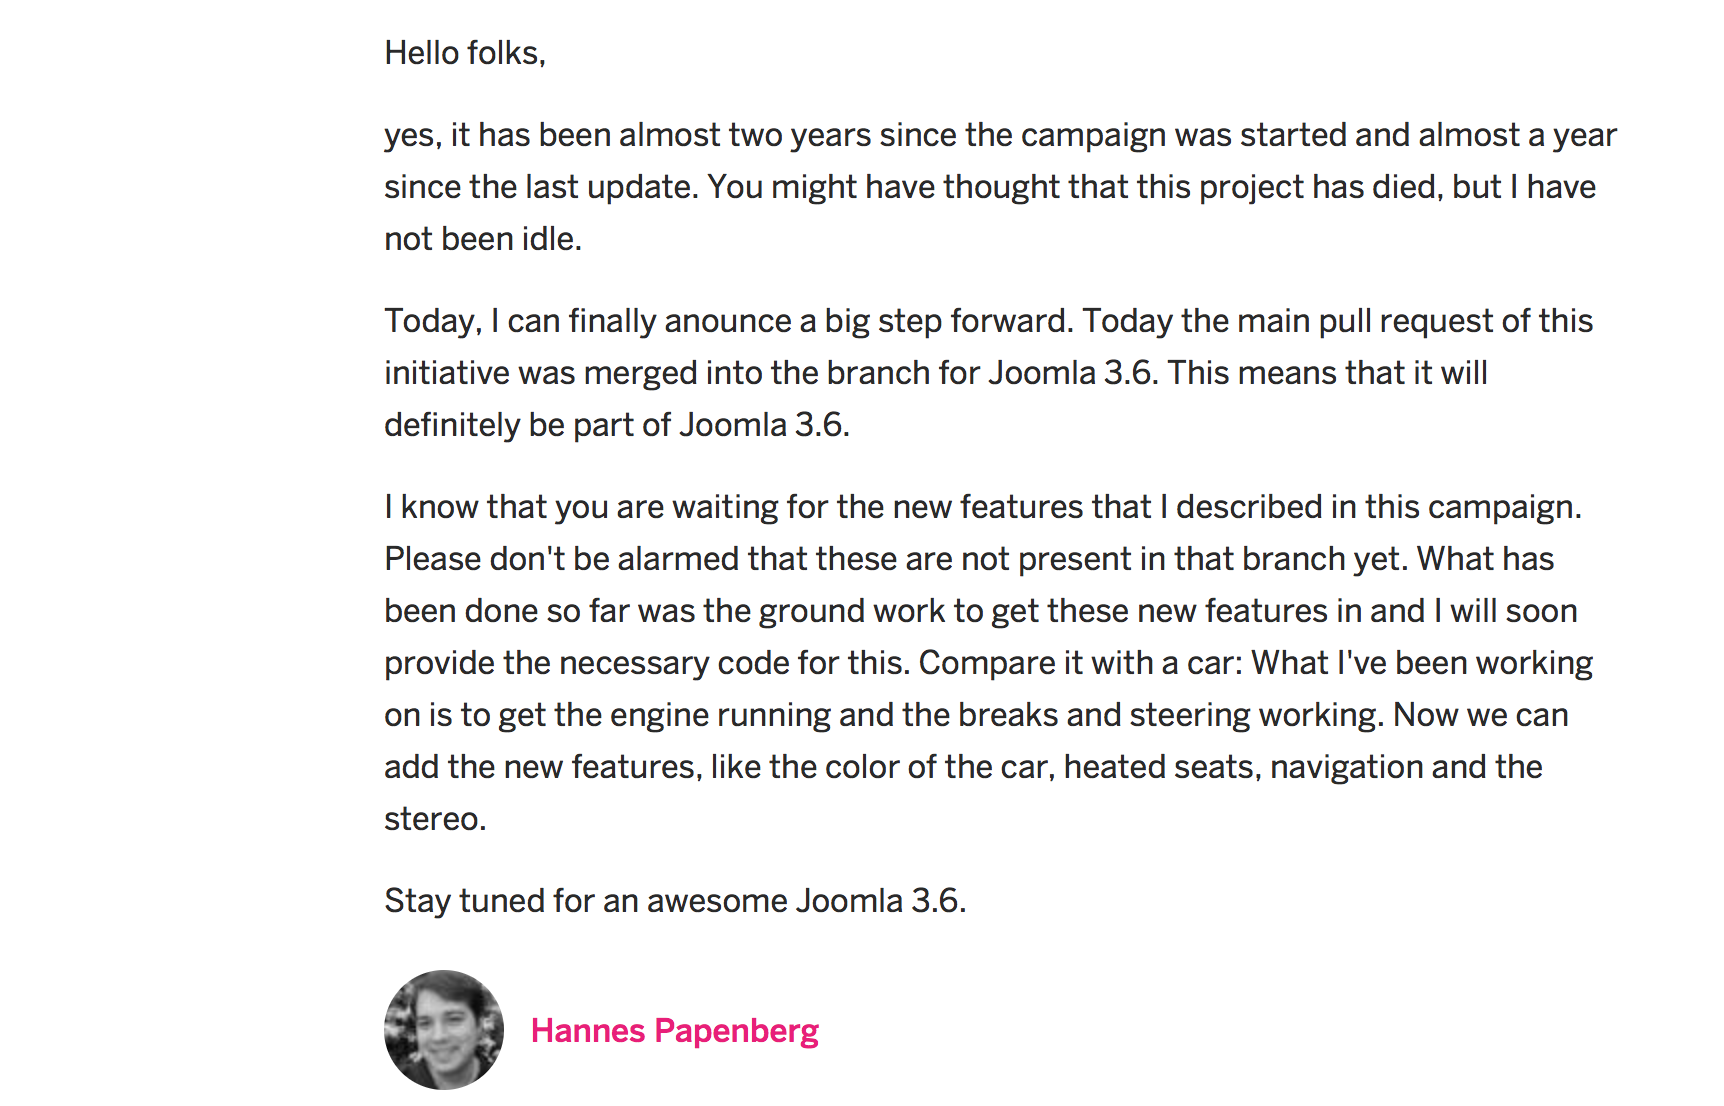 Hello folks,
yes, it has been almost two years since the campaign was started and almost a year
since the last update. You might have thought that this project has died, but I have
not been idle.
Today, I can finally anounce a big step forward. Today the main pull request of this
initiative was merged into the branch for Joomla 3.6. This means that it will
definitely be part of Joomla 3.6.
I know that you are waiting for the new features that I described in this campaign.
Please don't be alarmed that these are not present in that branch yet. What has
been done so far was the ground work to get these new features in and I will soon
provide the necessary code for this. Compare it with a car: What I've been working
on is to get the engine running and the breaks and steering working. Now we can
add the new features, like the color of the car, heated seats, navigation and the
stereo.
Stay tuned for an awesome Joomla 3.6.
Hannes Papenberg